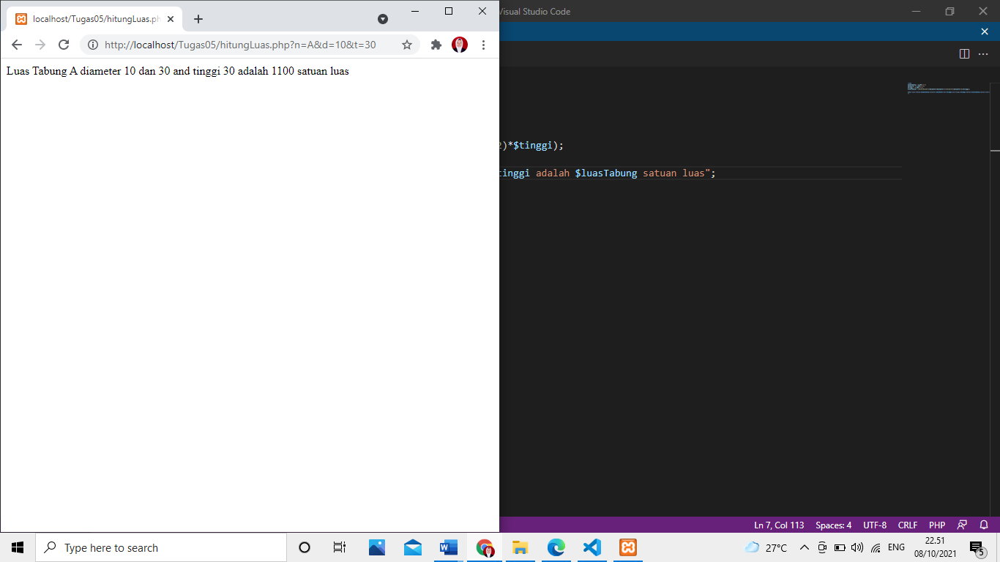 localhost/Tugas05/hitungLuas.ph
Visual Studio Code
http://localhost/Tugas05/hitungLuas.php?n=A&d=10&t=30
Luas Tabung A diameter 10 dan 30 and tinggi 30 adalah 1100 satuan luas
2)*$tinggi);
tinggi adalah $luasTabung satuan luas";
Ln 7, Col 113 Spaces: 4 UTF-8 CRLF PHP
Type here to search
27°C
ENG
22.51
08/10/2021
5